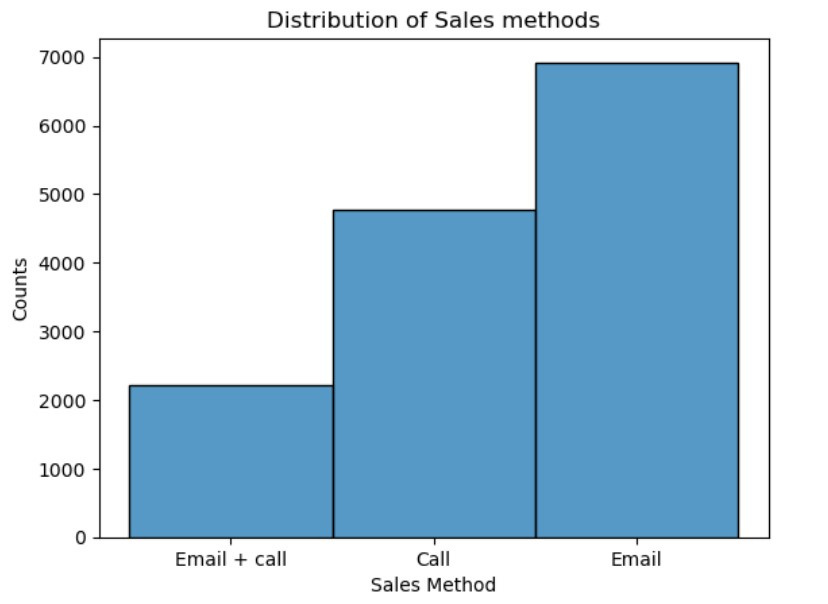 Distribution of Sales methods
7000
6000
5000
4000
3000
2000
1000
0
Counts
Email + call Call Email
Sales Method